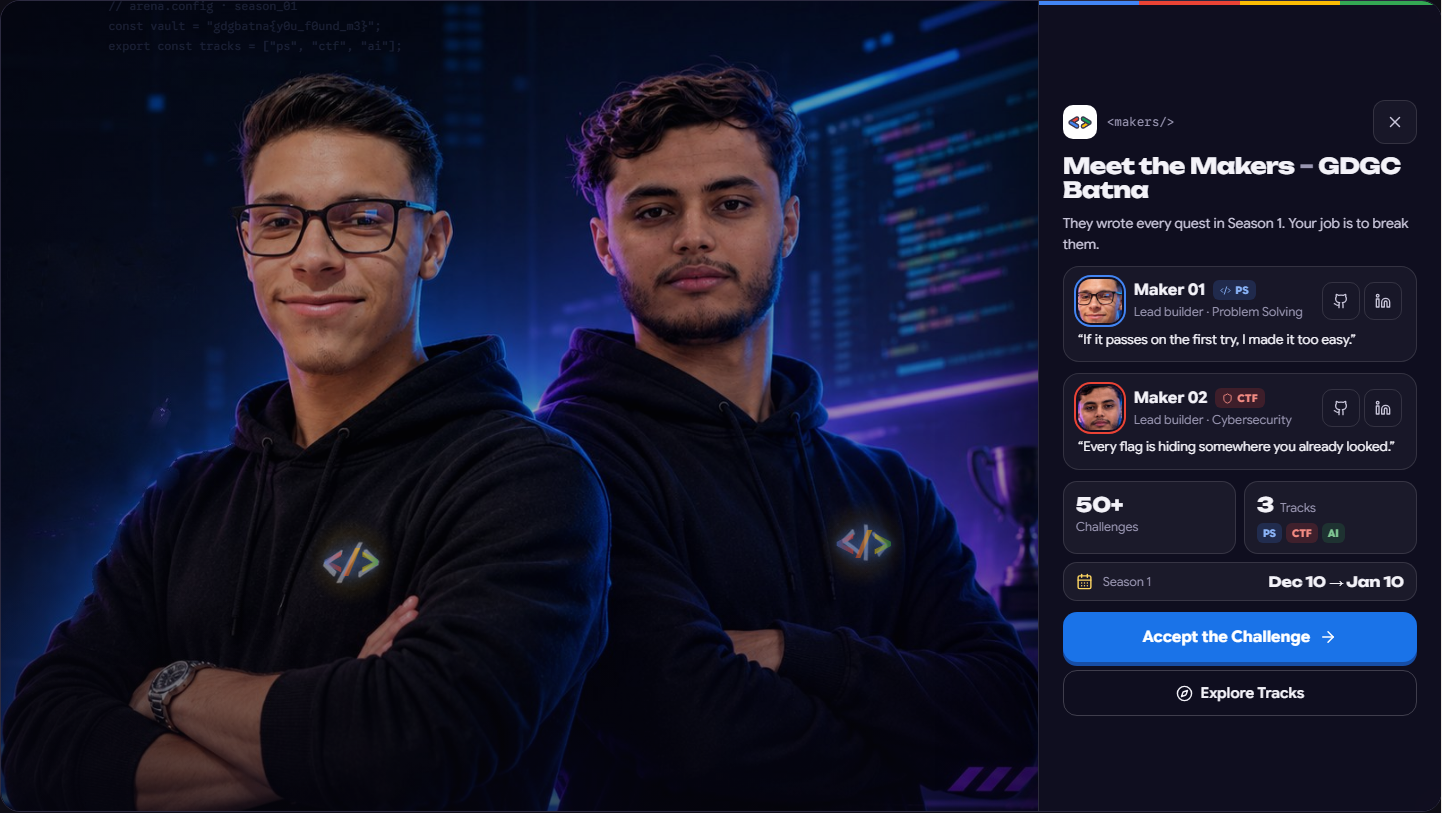 // arena.config · season_01
const vault = "gdgbatna{y0u_f0und_m3}";
export const tracks = ["ps", "ctf", "ai"];
<makers/>
Meet the Makers – GDGC
Batna
They wrote every quest in Season 1. Your job is to break
them.
Maker 01 </> PS
Lead builder · Problem Solving
“If it passes on the first try, I made it too easy.”
Maker 02 CTF
Lead builder · Cybersecurity
“Every flag is hiding somewhere you already looked.”
50+
Challenges
3 Tracks
PS CTF AI
Season 1 Dec 10 → Jan 10
Accept the Challenge →
Explore Tracks